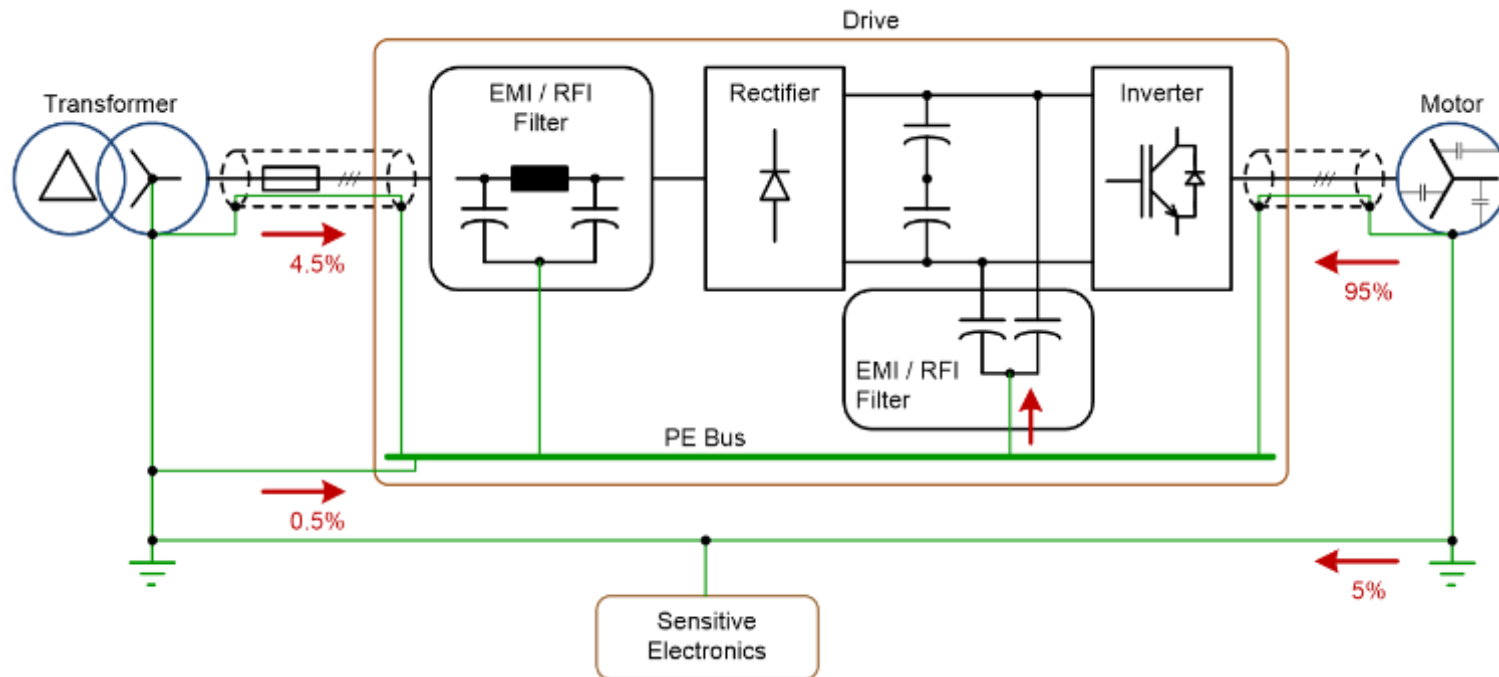 Drive
Transformer
EMI / RFI
Filter
Rectifier
Inverter
Motor
///
///
4.5%
95%
EMI / RFI
Filter
PE Bus
0.5%
5%
Sensitive
Electronics